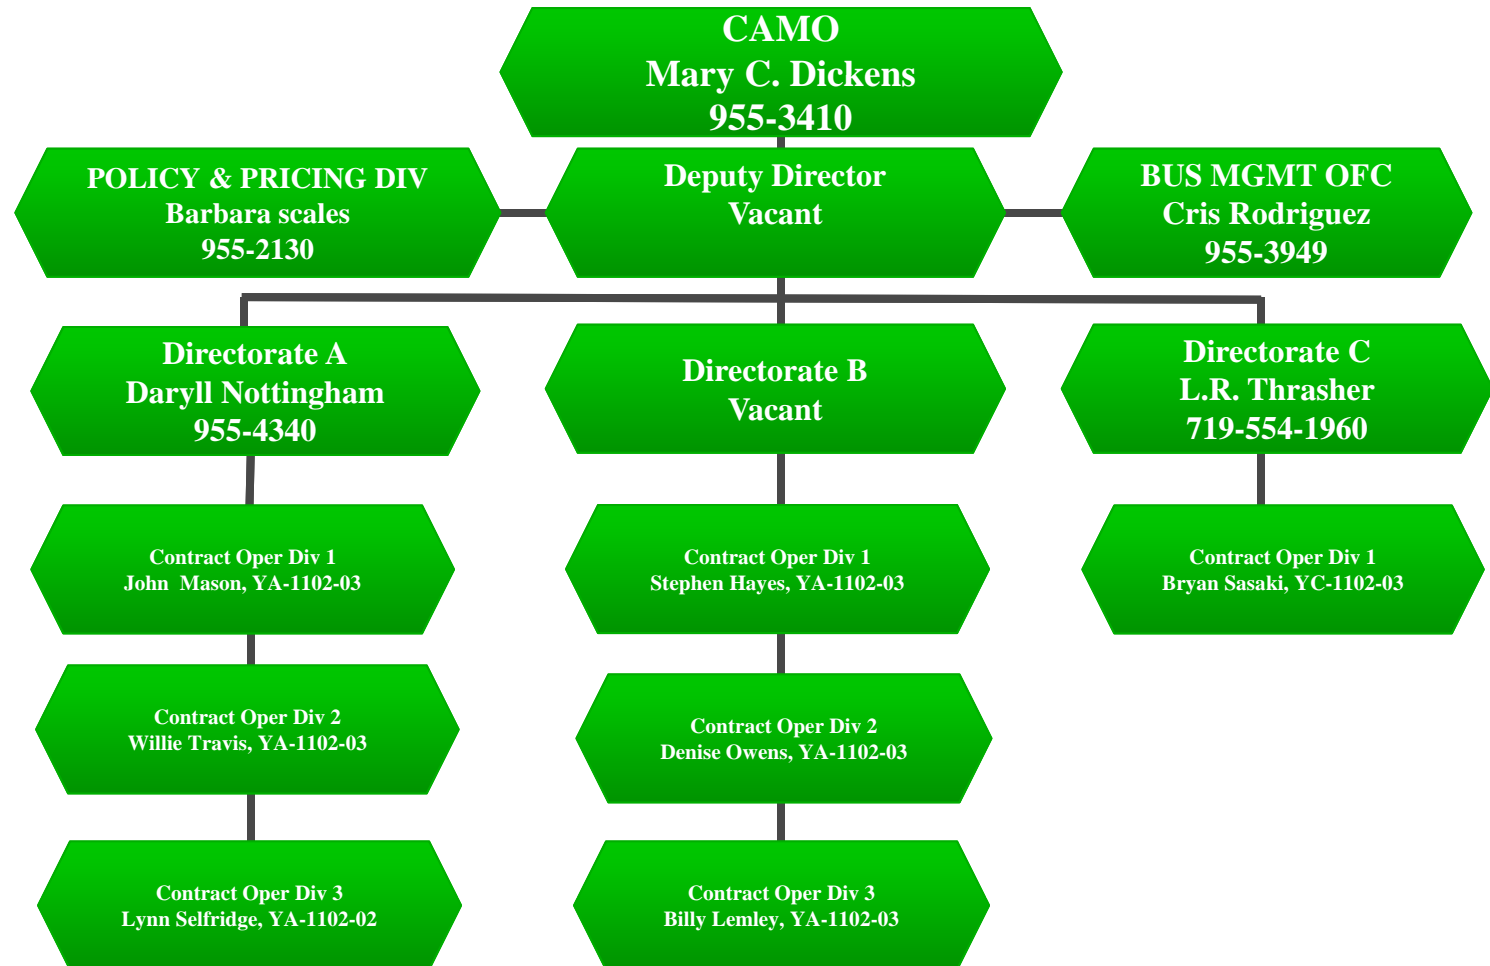 CAMO
Mary C. Dickens
955-3410
POLICY & PRICING DIV
Barbara scales
955-2130
Deputy Director
Vacant
BUS MGMT OFC
Cris Rodriguez
955-3949
Directorate A
Daryll Nottingham
955-4340
Directorate B
Vacant
Directorate C
L.R. Thrasher
719-554-1960
Contract Oper Div 1
John  Mason, YA-1102-03
Contract Oper Div 1
Stephen Hayes, YA-1102-03
Contract Oper Div 1
Bryan Sasaki, YC-1102-03
Contract Oper Div 2
Willie Travis, YA-1102-03
Contract Oper Div 2
Denise Owens, YA-1102-03
Contract Oper Div 3
Lynn Selfridge, YA-1102-02
Contract Oper Div 3
Billy Lemley, YA-1102-03